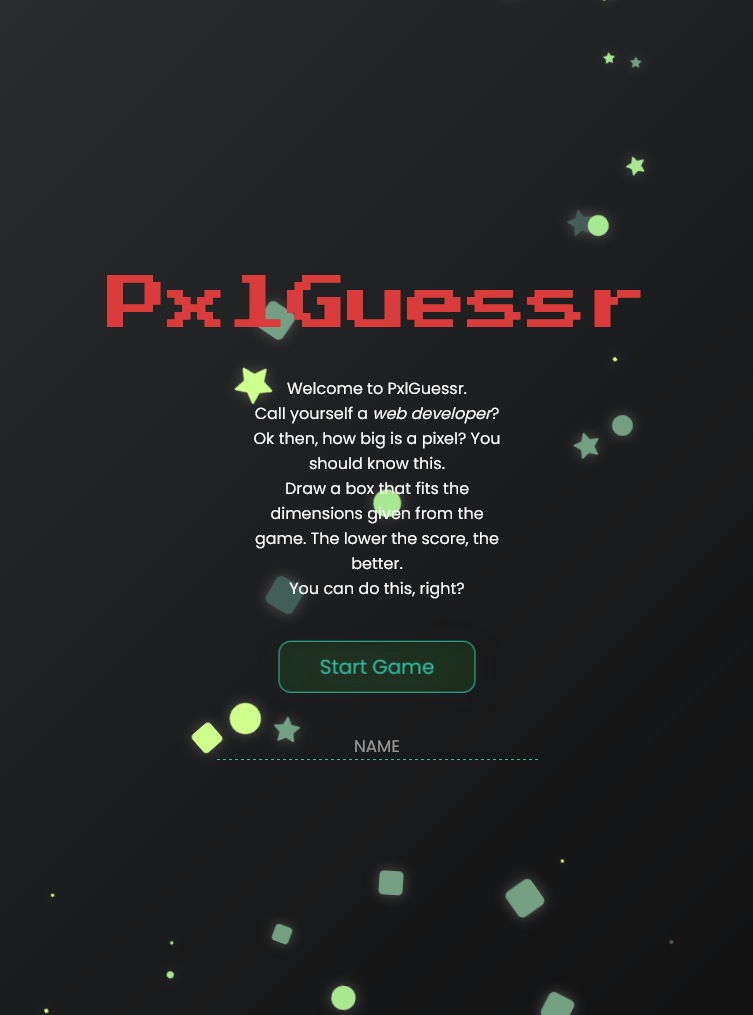 PxlGuessr
Welcome to PxlGuessr.
Call yourself a web developer?
Ok then, how big is a pixel? You
should know this.
Draw a box that fits the
dimensions given from the
game. The lower the score, the
better.
You can do this, right?
Start Game
NAME